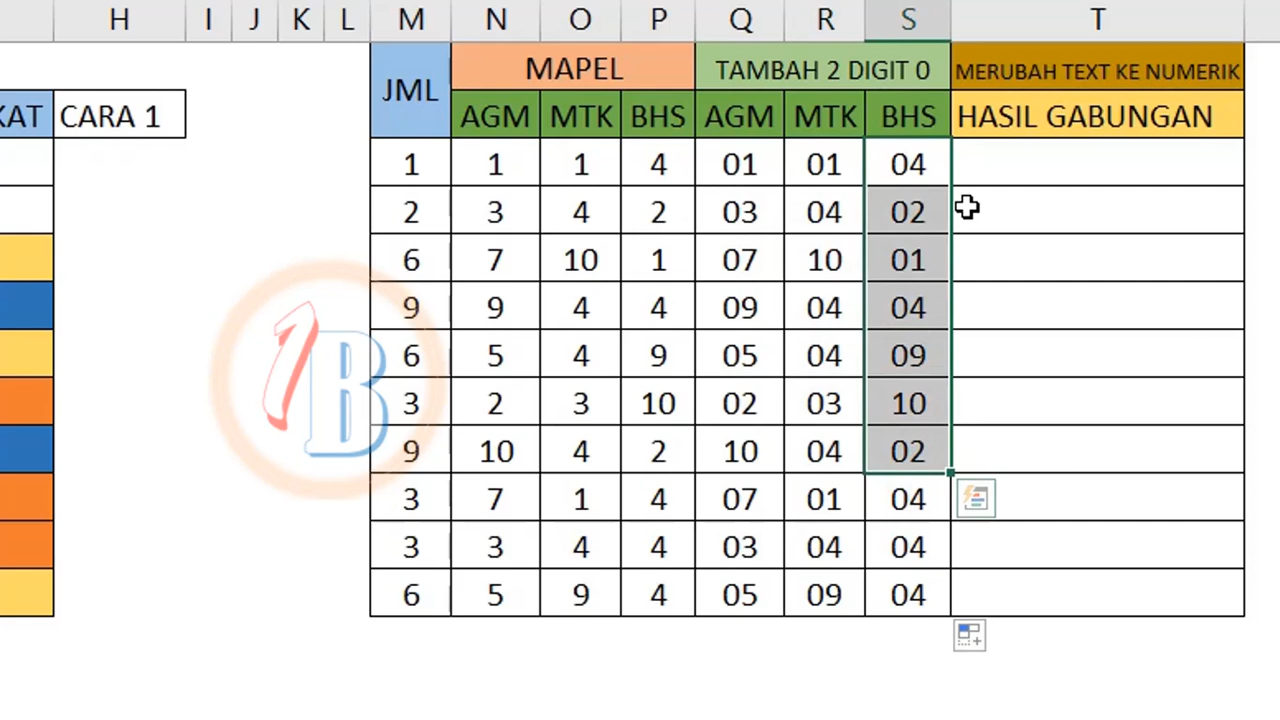 H I J K L M N O P Q R S T
JML MAPEL TAMBAH 2 DIGIT 0 MERUBAH TEXT KE NUMERIK
KAT CARA 1 AGM MTK BHS AGM MTK BHS HASIL GABUNGAN
1 1 1 4 01 01 04
2 3 4 2 03 04 02
6 7 10 1 07 10 01
9 9 4 4 09 04 04
6 5 4 9 05 04 09
3 2 3 10 02 03 10
9 10 4 2 10 04 02
3 7 1 4 07 01 04
3 3 4 4 03 04 04
6 5 9 4 05 09 04
1B